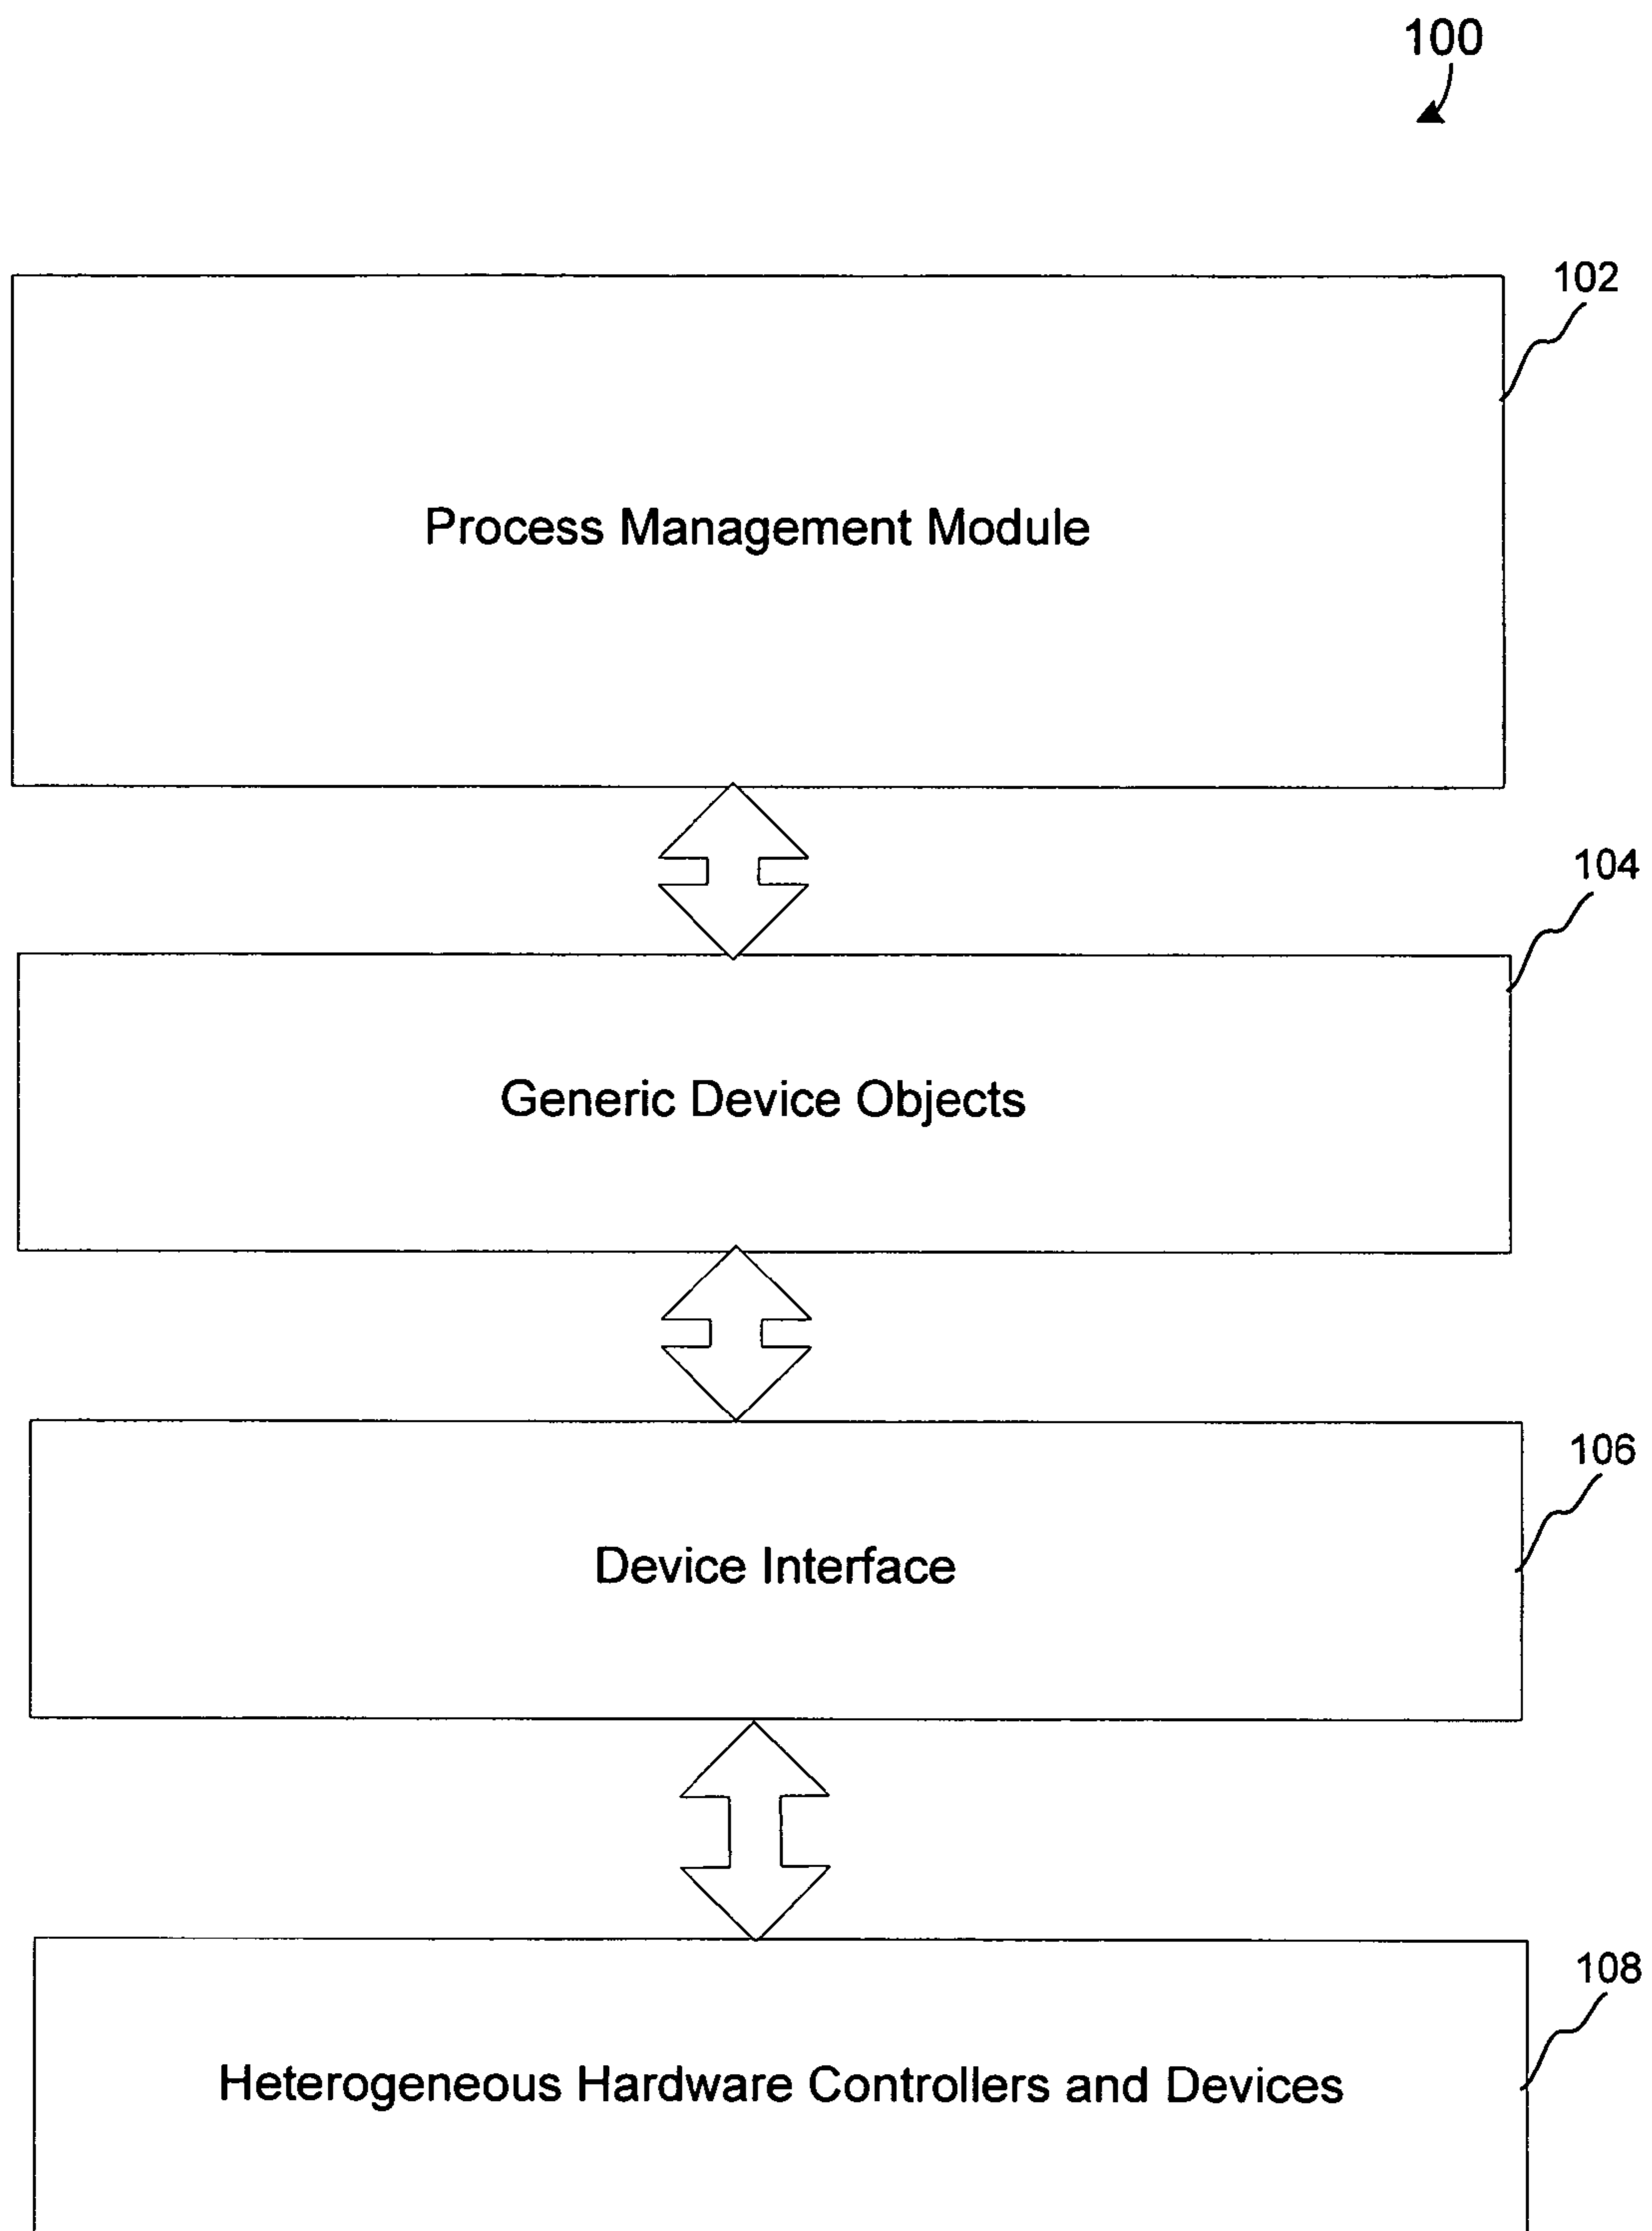 100
102
Process Management Module
104
Generic Device Objects
106
Device Interface
108
Heterogeneous Hardware Controllers and Devices